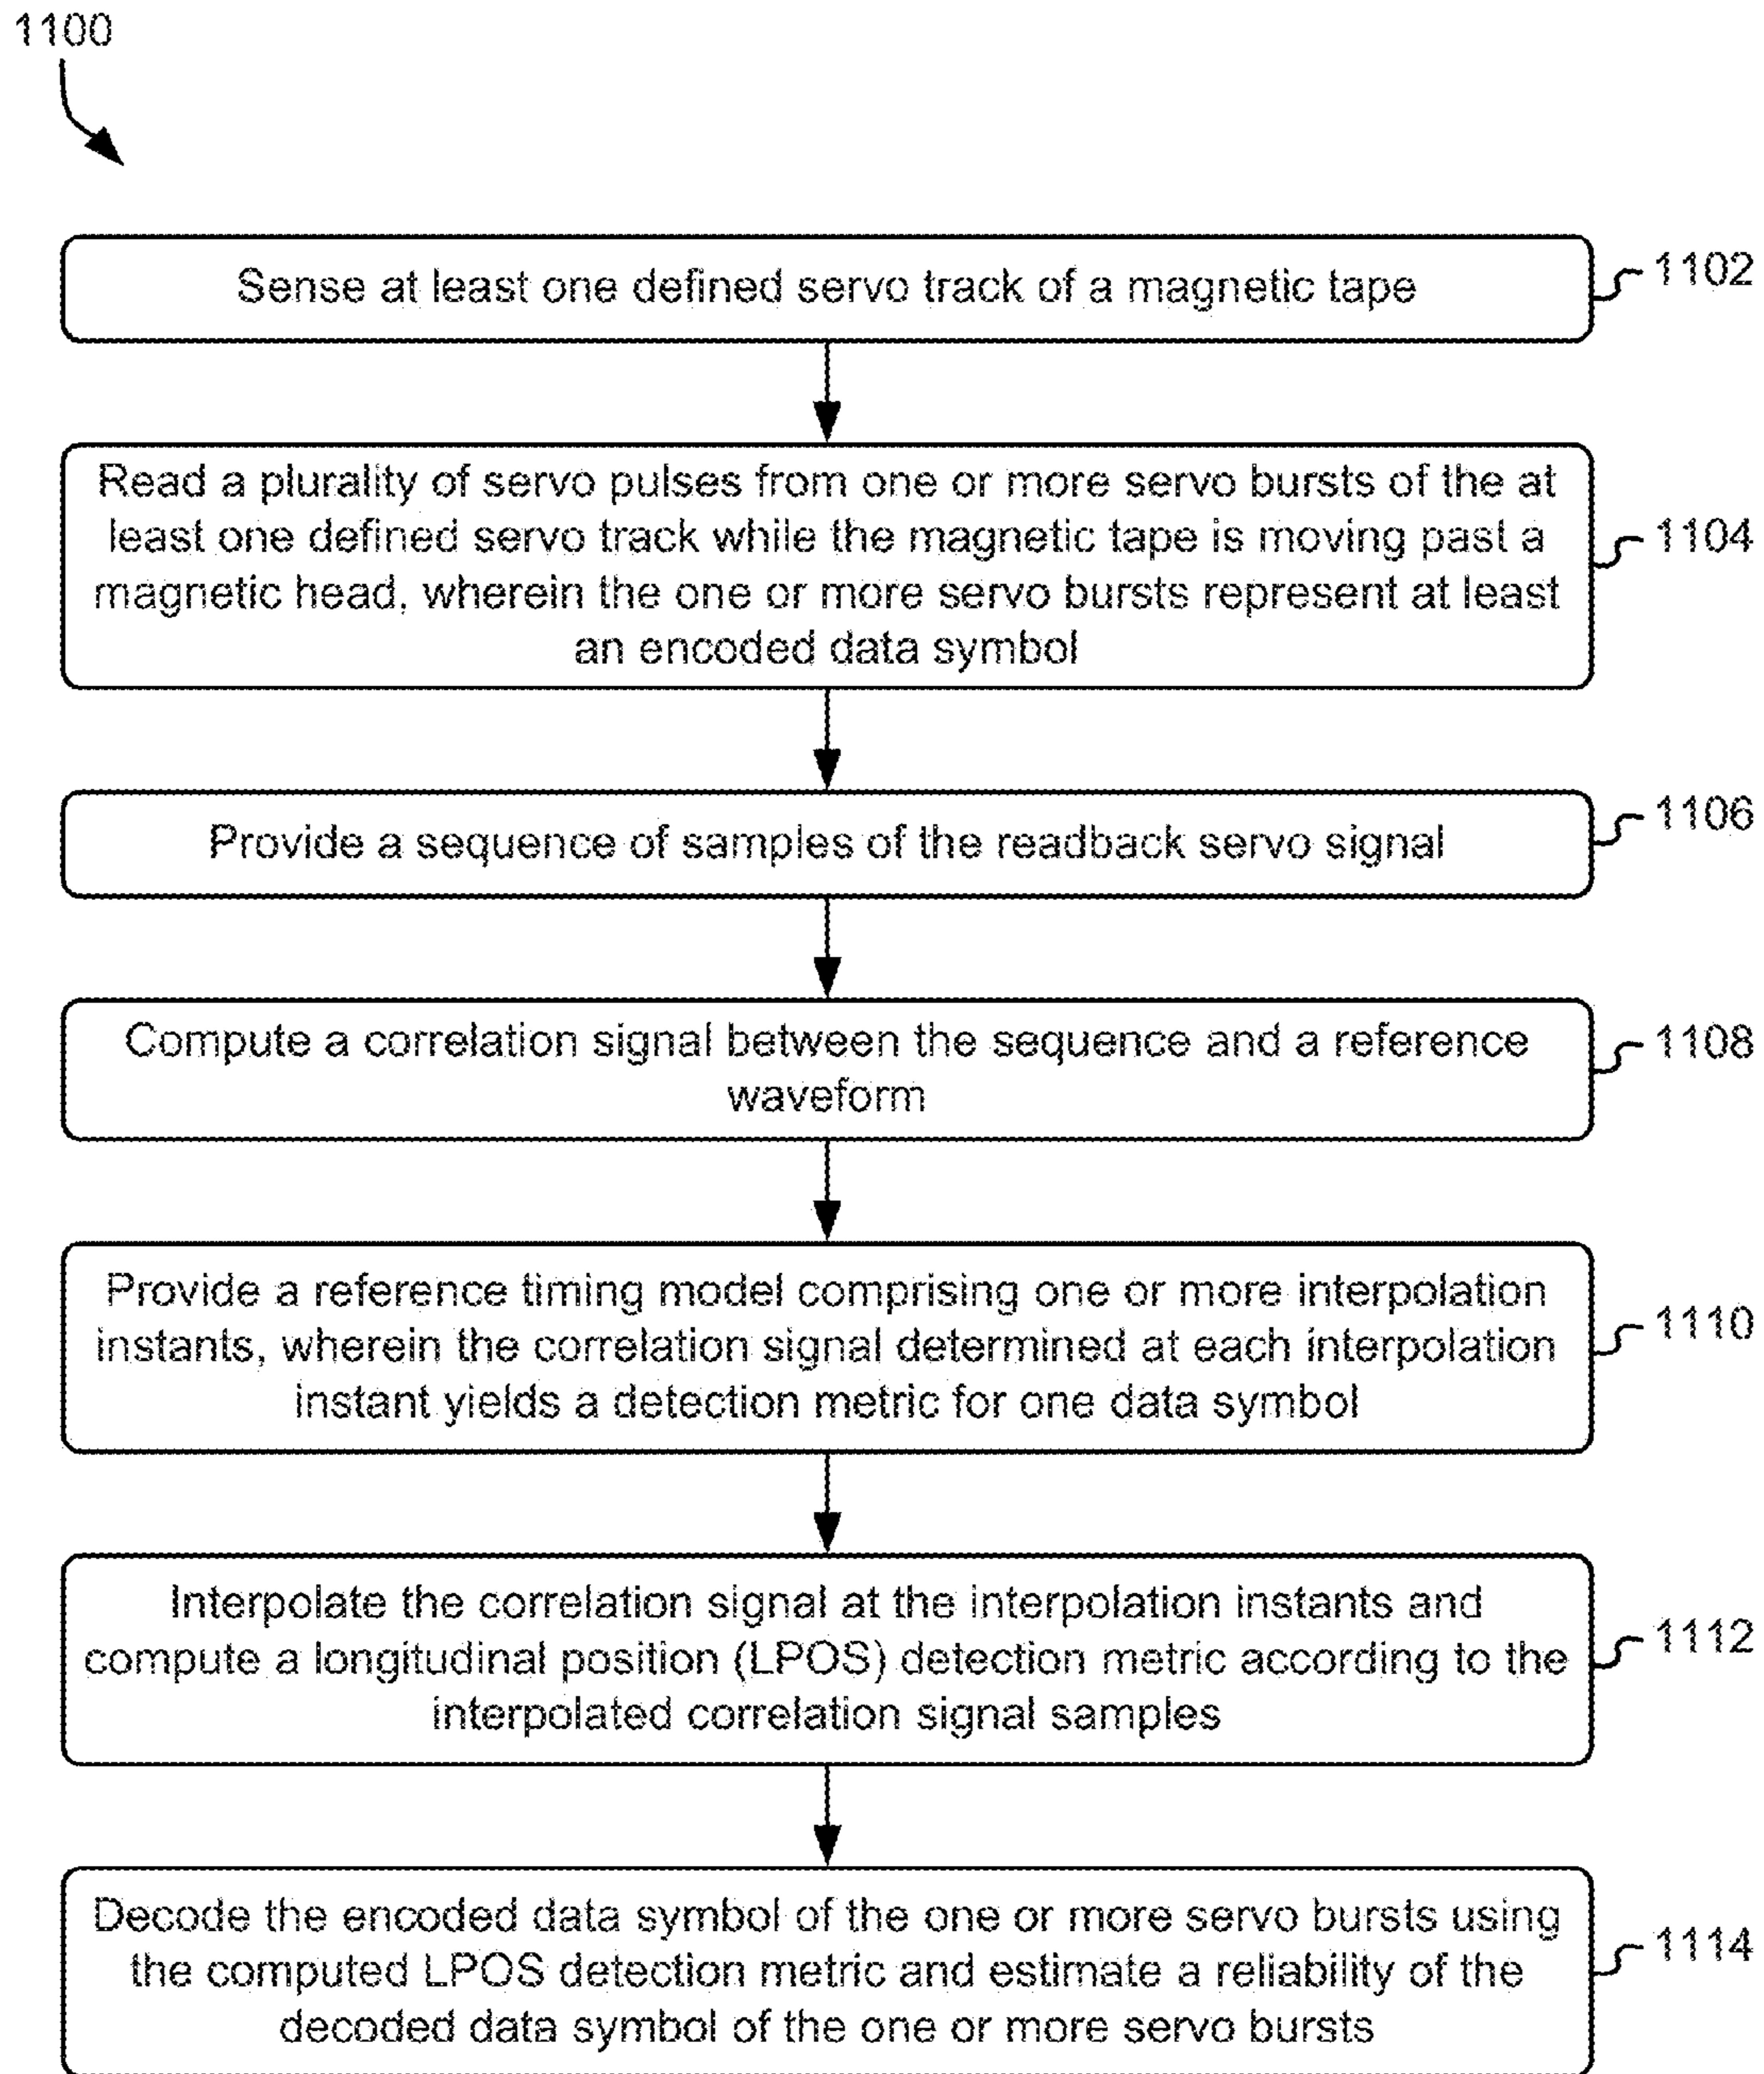 1100
Sense at least one defined servo track of a magnetic tape
1102
Read a plurality of servo pulses from one or more servo bursts of the at
least one defined servo track while the magnetic tape is moving past a
magnetic head, wherein the one or more servo bursts represent at least
an encoded data symbol
1104
Provide a sequence of samples of the readback servo signal
1106
Compute a correlation signal between the sequence and a reference
waveform
1108
Provide a reference timing model comprising one or more interpolation
instants, wherein the correlation signal determined at each interpolation
instant yields a detection metric for one data symbol
1110
Interpolate the correlation signal at the interpolation instants and
compute a longitudinal position (LPOS) detection metric according to the
interpolated correlation signal samples
1112
Decode the encoded data symbol of the one or more servo bursts using
the computed LPOS detection metric and estimate a reliability of the
decoded data symbol of the one or more servo bursts
1114